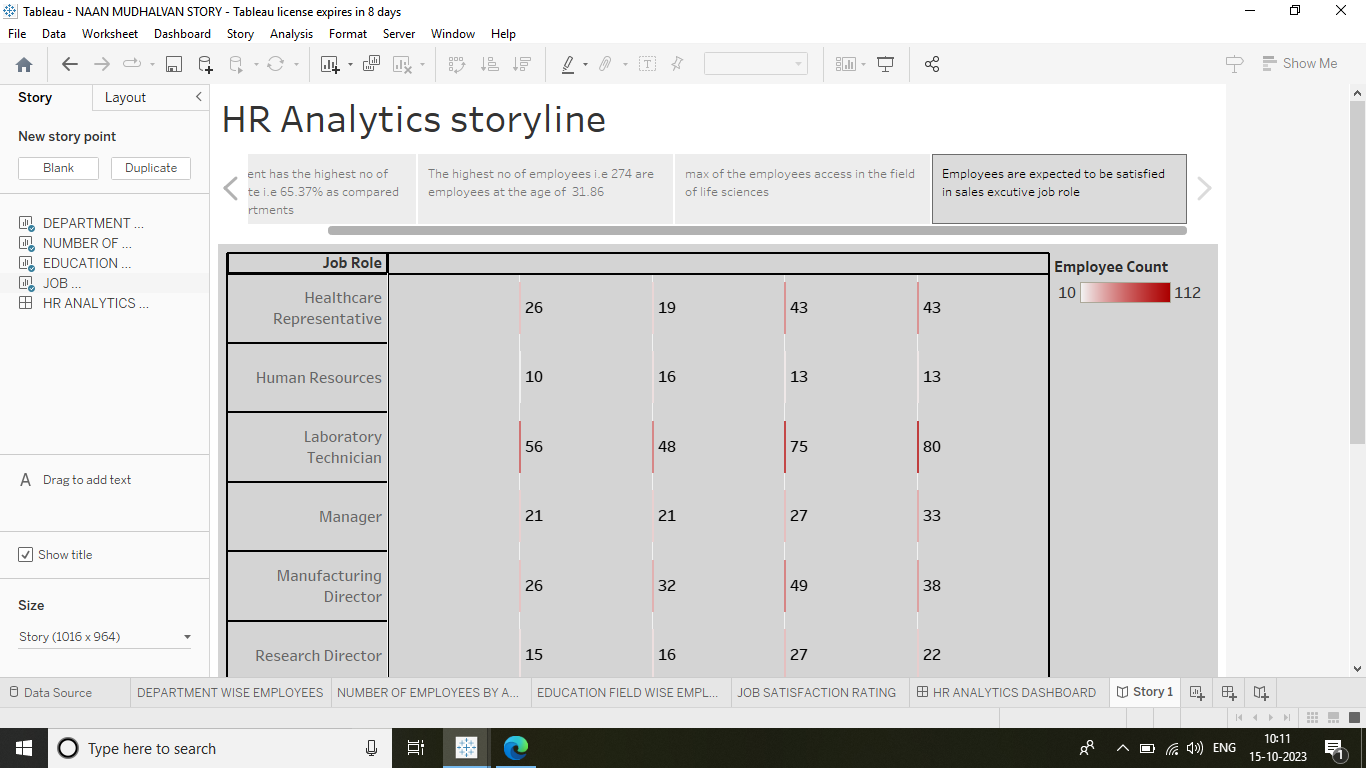 Tableau - NAAN MUDHALVAN STORY - Tableau license expires in 8 days
File Data Worksheet Dashboard Story Analysis Format Server Window Help
Show Me
Story Layout
New story point
Blank Duplicate
DEPARTMENT ...
NUMBER OF ...
EDUCATION ...
JOB ...
HR ANALYTICS ...
A Drag to add text
Show title
Size
Story (1016 x 964)
HR Analytics storyline
ent has the highest no of
te i.e 65.37% as compared
rtments
The highest no of employees i.e 274 are
employees at the age of 31.86
max of the employees access in the field
of life sciences
Employees are expected to be satisfied
in sales excutive job role
Job Role
Healthcare
Representative
26 19 43 43
Human Resources 10 16 13 13
Laboratory
Technician
56 48 75 80
Manager 21 21 27 33
Manufacturing
Director
26 32 49 38
Research Director 15 16 27 22
Employee Count
10 112
Data Source DEPARTMENT WISE EMPLOYEES NUMBER OF EMPLOYEES BY A... EDUCATION FIELD WISE EMPL... JOB SATISFACTION RATING HR ANALYTICS DASHBOARD Story 1
Type here to search
ENG
10:11
15-10-2023
1